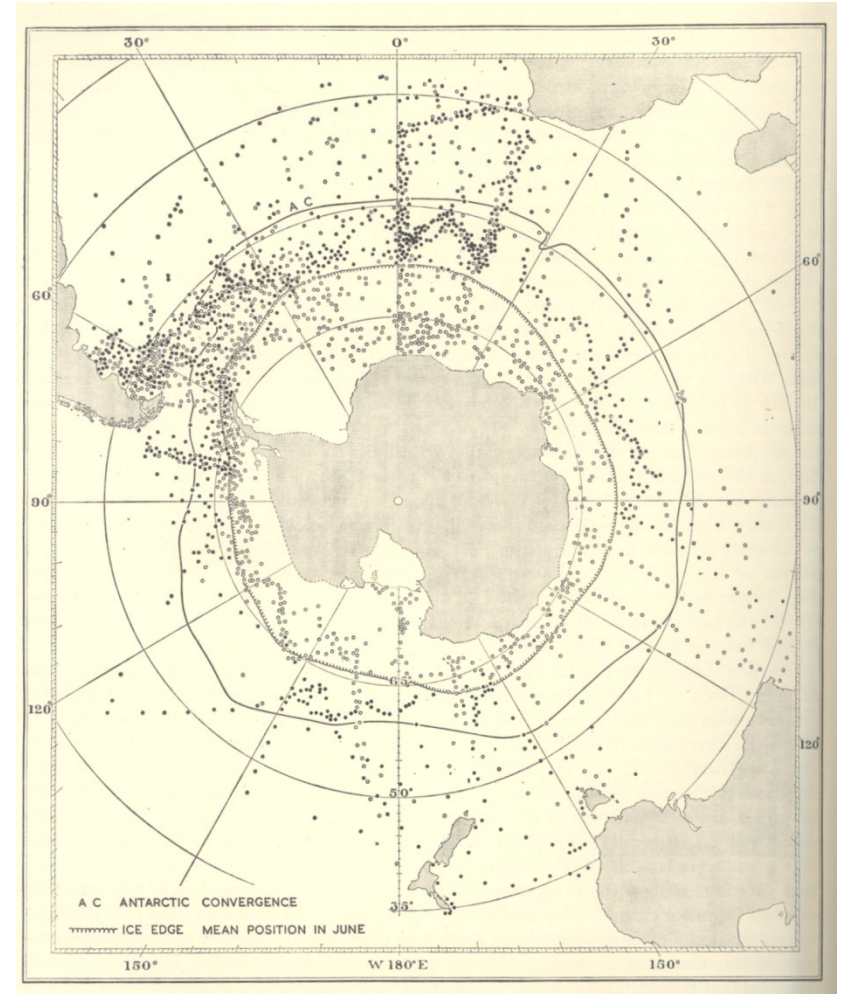 30° 0° 30°
A C
60° 60°
90° 90°
65°
120° 120°
50°
35°
A C ANTARCTIC CONVERGENCE
ICE EDGE MEAN POSITION IN JUNE
150° W 180° E 150°